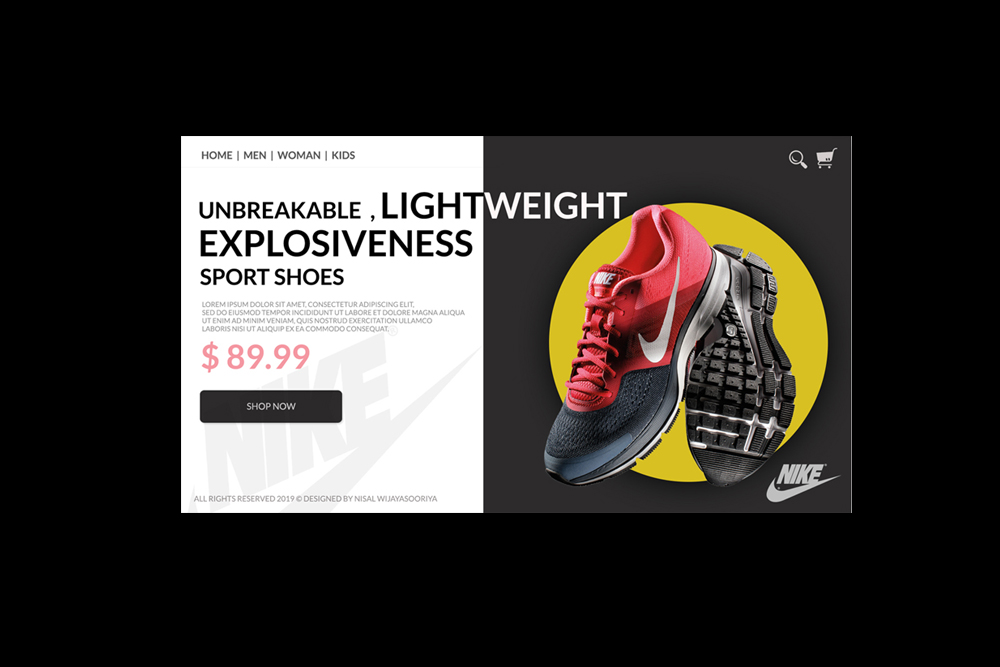 HOME | MEN | WOMAN | KIDS
UNBREAKABLE , LIGHTWEIGHT
EXPLOSIVENESS
SPORT SHOES
LOREM IPSUM DOLOR SIT AMET, CONSECTETUR ADIPISCING ELIT,
SED DO EIUSMOD TEMPOR INCIDIDUNT UT LABORE ET DOLORE MAGNA ALIQUA
UT ENIM AD MINIM VENIAM, QUIS NOSTRUD EXERCITATION ULLAMCO
LABORIS NISI UT ALIQUIP EX EA COMMODO CONSEQUAT.
$ 89.99
NIKE
SHOP NOW
ALL RIGHTS RESERVED 2019 © DESIGNED BY NISAL WIJAYASOORIYA
NIKE
NIKE